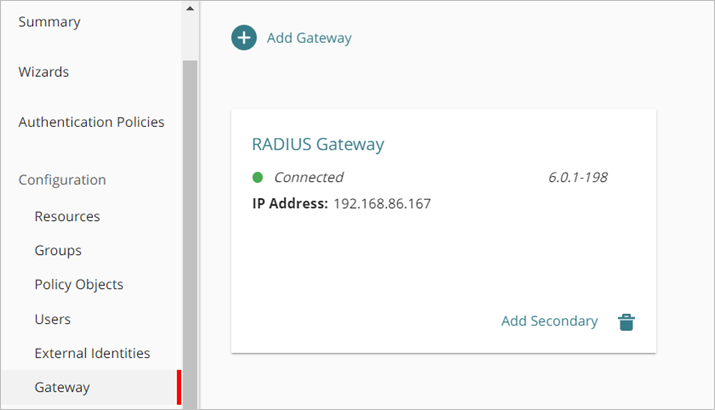 Summary
Wizards
Authentication Policies
Configuration
Resources
Groups
Policy Objects
Users
External Identities
Gateway
Add Gateway
RADIUS Gateway
Connected 6.0.1-198
IP Address: 192.168.86.167
Add Secondary